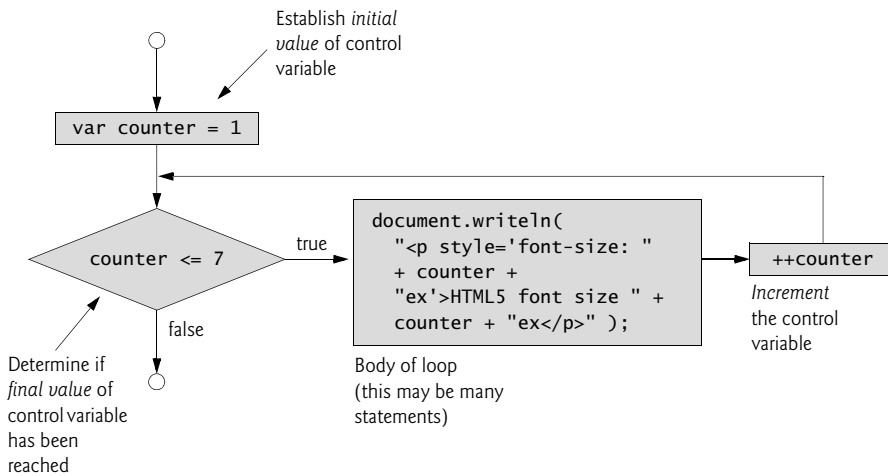 Establish initial
value of control
variable
var counter = 1
counter <= 7
true
false
document.writeln(
"<p style='font-size: "
+ counter +
"ex'>HTML5 font size " +
counter + "ex</p>" );
++counter
Increment
the control
variable
Body of loop
(this may be many
statements)
Determine if
final value of
control variable
has been
reached